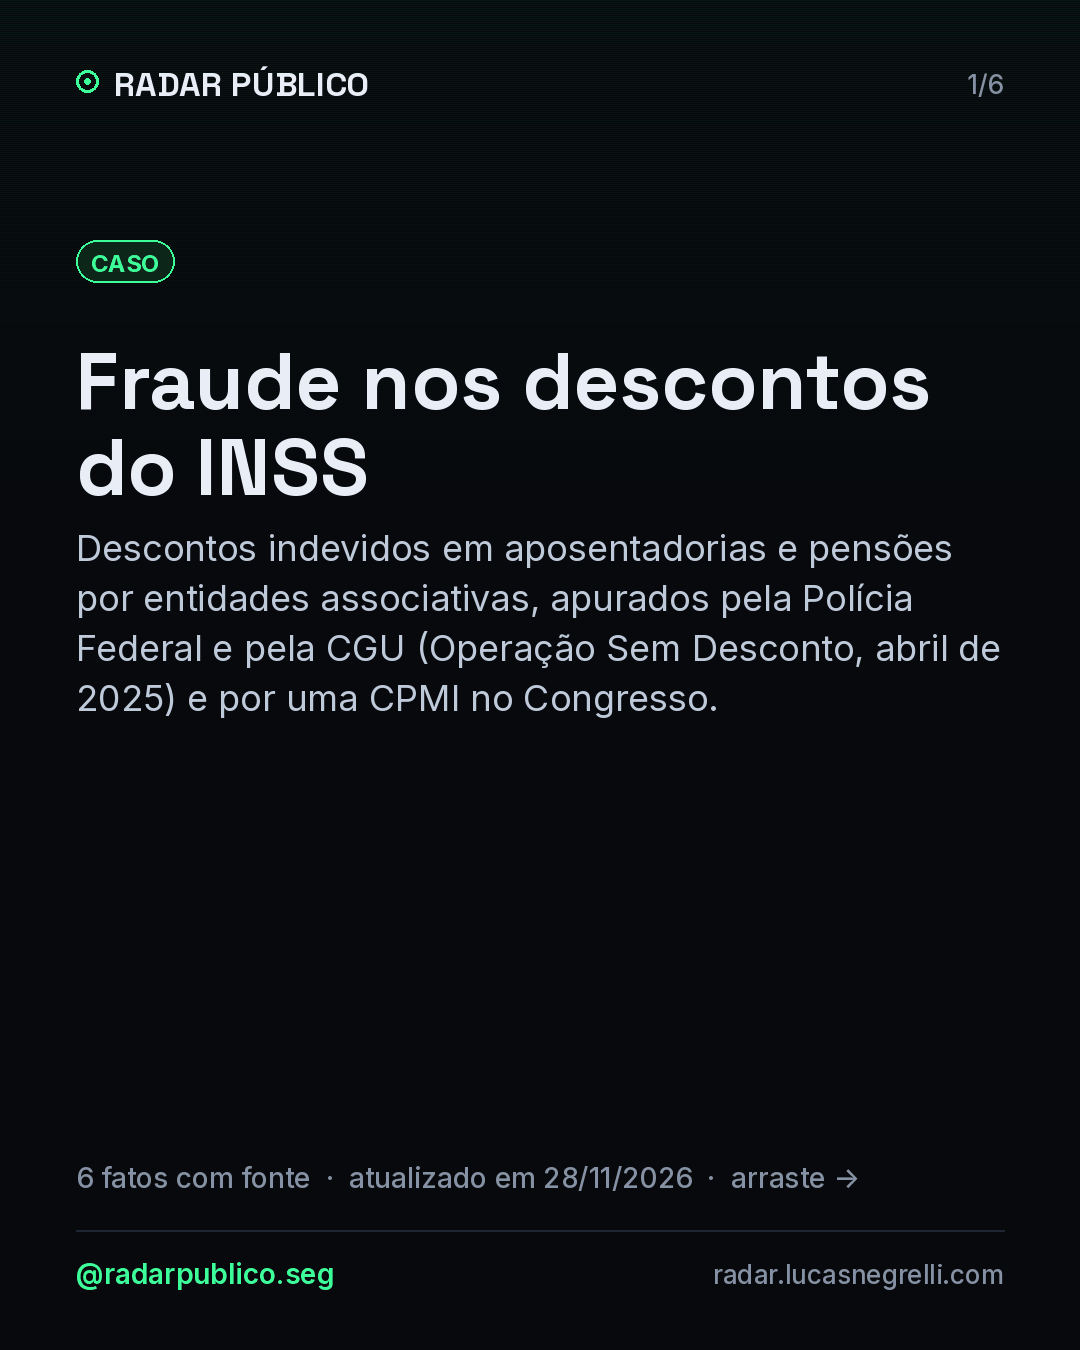 RADAR PÚBLICO
1/6
CASO
Fraude nos descontos
do INSS
Descontos indevidos em aposentadorias e pensões
por entidades associativas, apurados pela Polícia
Federal e pela CGU (Operação Sem Desconto, abril de
2025) e por uma CPMI no Congresso.
6 fatos com fonte · atualizado em 28/11/2026 · arraste →
@radarpublico.seg
radar.lucasnegrelli.com